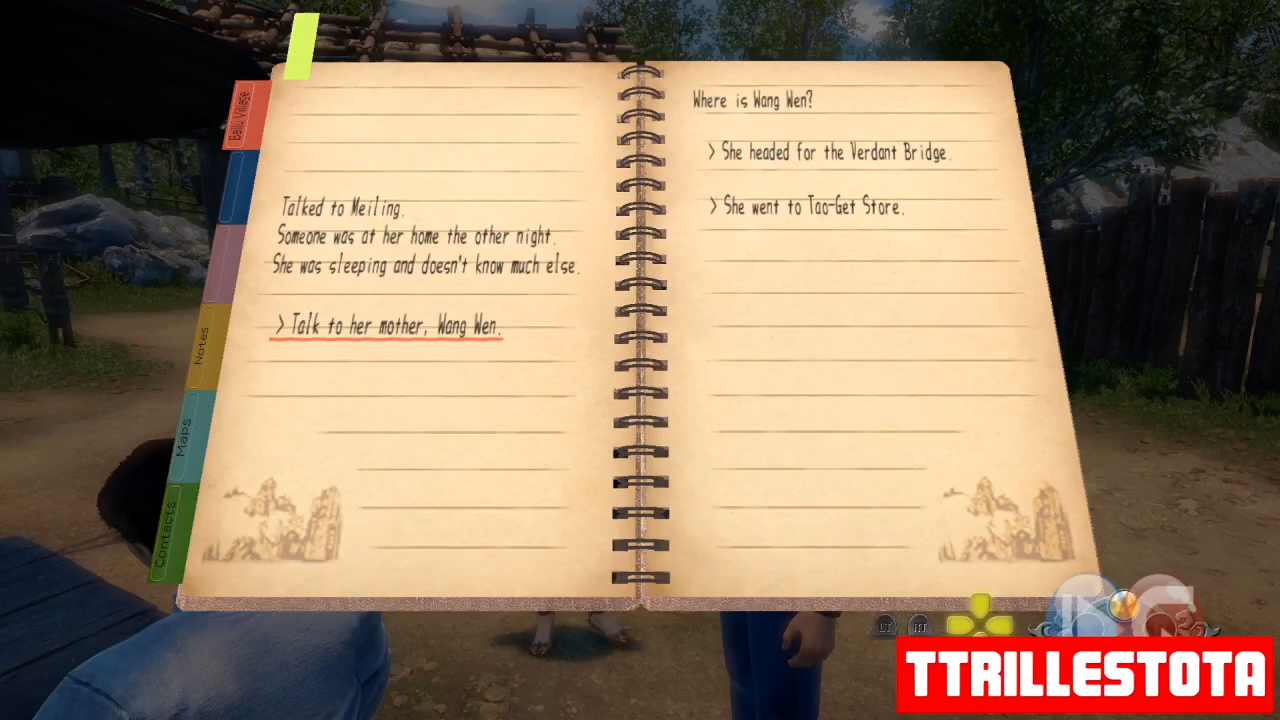 Bailu Village
Notes
Maps
Contacts
Talked to Meiling.
Someone was at her home the other night.
She was sleeping and doesn't know much else.
> Talk to her mother, Wang Wen.
Where is Wang Wen?
> She headed for the Verdant Bridge.
> She went to Tao-Get Store.
LT
RT
TTRILLESTOTA